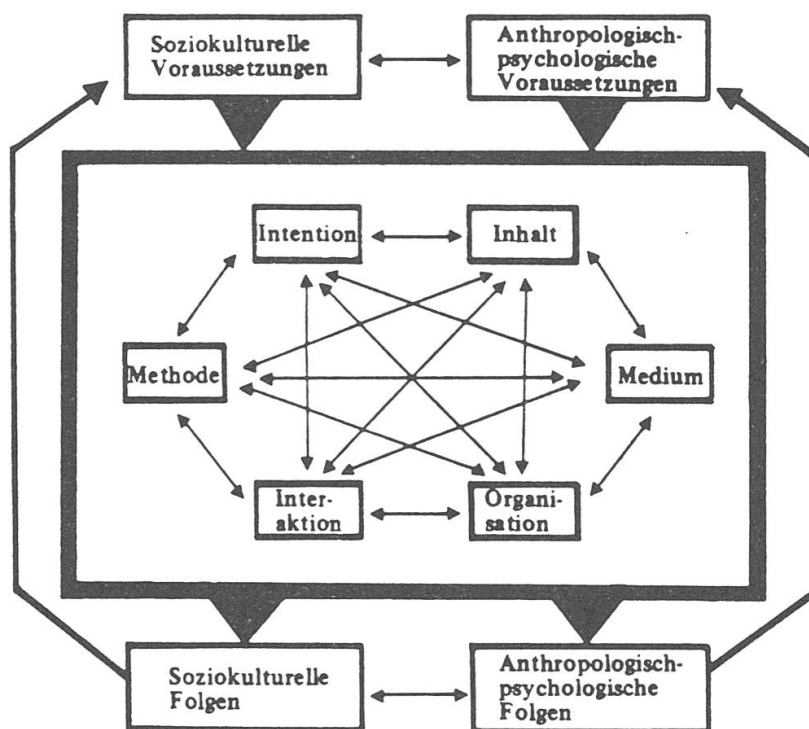 Soziokulturelle
Voraussetzungen
Anthropologisch-
psychologische
Voraussetzungen
Intention
Inhalt
Methode
Medium
Inter-
aktion
Organi-
sation
Soziokulturelle
Folgen
Anthropologisch-
psychologische
Folgen